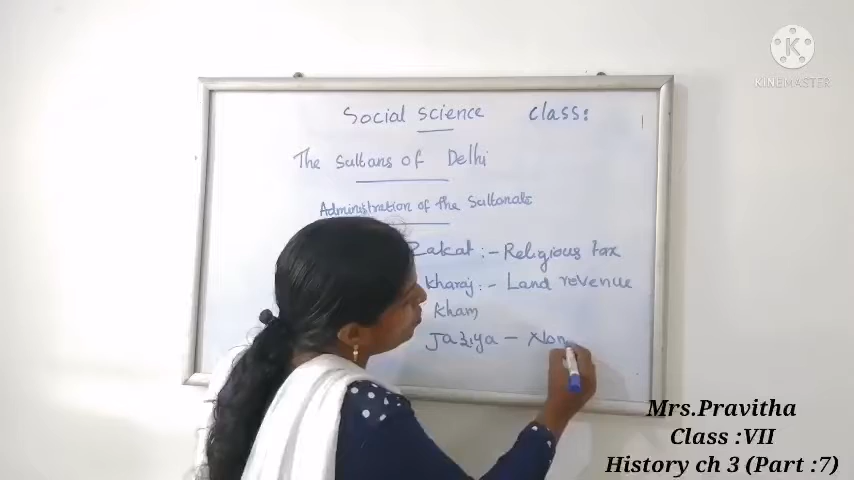 KINEMASTER
Social Science Class:
The Sultans of Delhi
Administration of the Sultanate
Zakat :- Religious tax
Kharaj :- Land revenue
Kham
Jaziya - Non
Mrs.Pravitha
Class :VII
History ch 3 (Part :7)